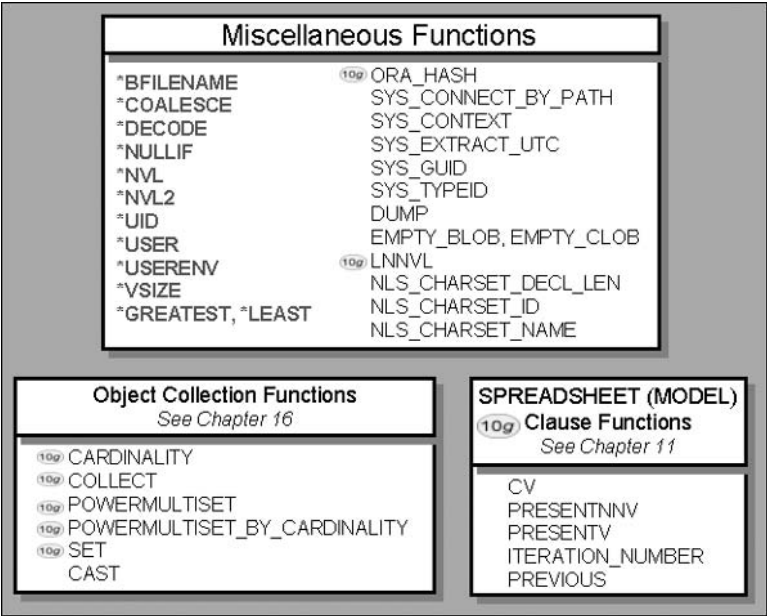 Miscellaneous Functions
*BFILENAME
*COALESCE
*DECODE
*NULLIF
*NVL
*NVL2
*UID
*USER
*USERENV
*VSIZE
*GREATEST, *LEAST
10g ORA_HASH
SYS_CONNECT_BY_PATH
SYS_CONTEXT
SYS_EXTRACT_UTC
SYS_GUID
SYS_TYPEID
DUMP
EMPTY_BLOB, EMPTY_CLOB
10g LNNVL
NLS_CHARSET_DECL_LEN
NLS_CHARSET_ID
NLS_CHARSET_NAME
Object Collection Functions
See Chapter 16
10g CARDINALITY
10g COLLECT
10g POWERMULTISET
10g POWERMULTISET_BY_CARDINALITY
10g SET
CAST
SPREADSHEET (MODEL)
10g Clause Functions
See Chapter 11
CV
PRESENTNNV
PRESENTV
ITERATION_NUMBER
PREVIOUS